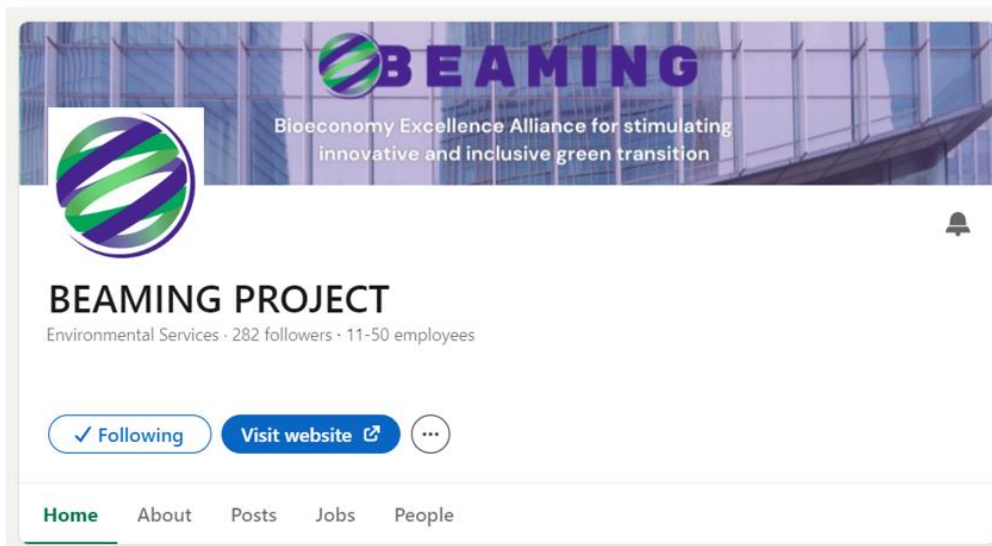 BEAMING
Bioeconomy Excellence Alliance for stimulating
innovative and inclusive green transition
BEAMING PROJECT
Environmental Services · 282 followers · 11-50 employees
Following
Visit website
Home
About
Posts
Jobs
People